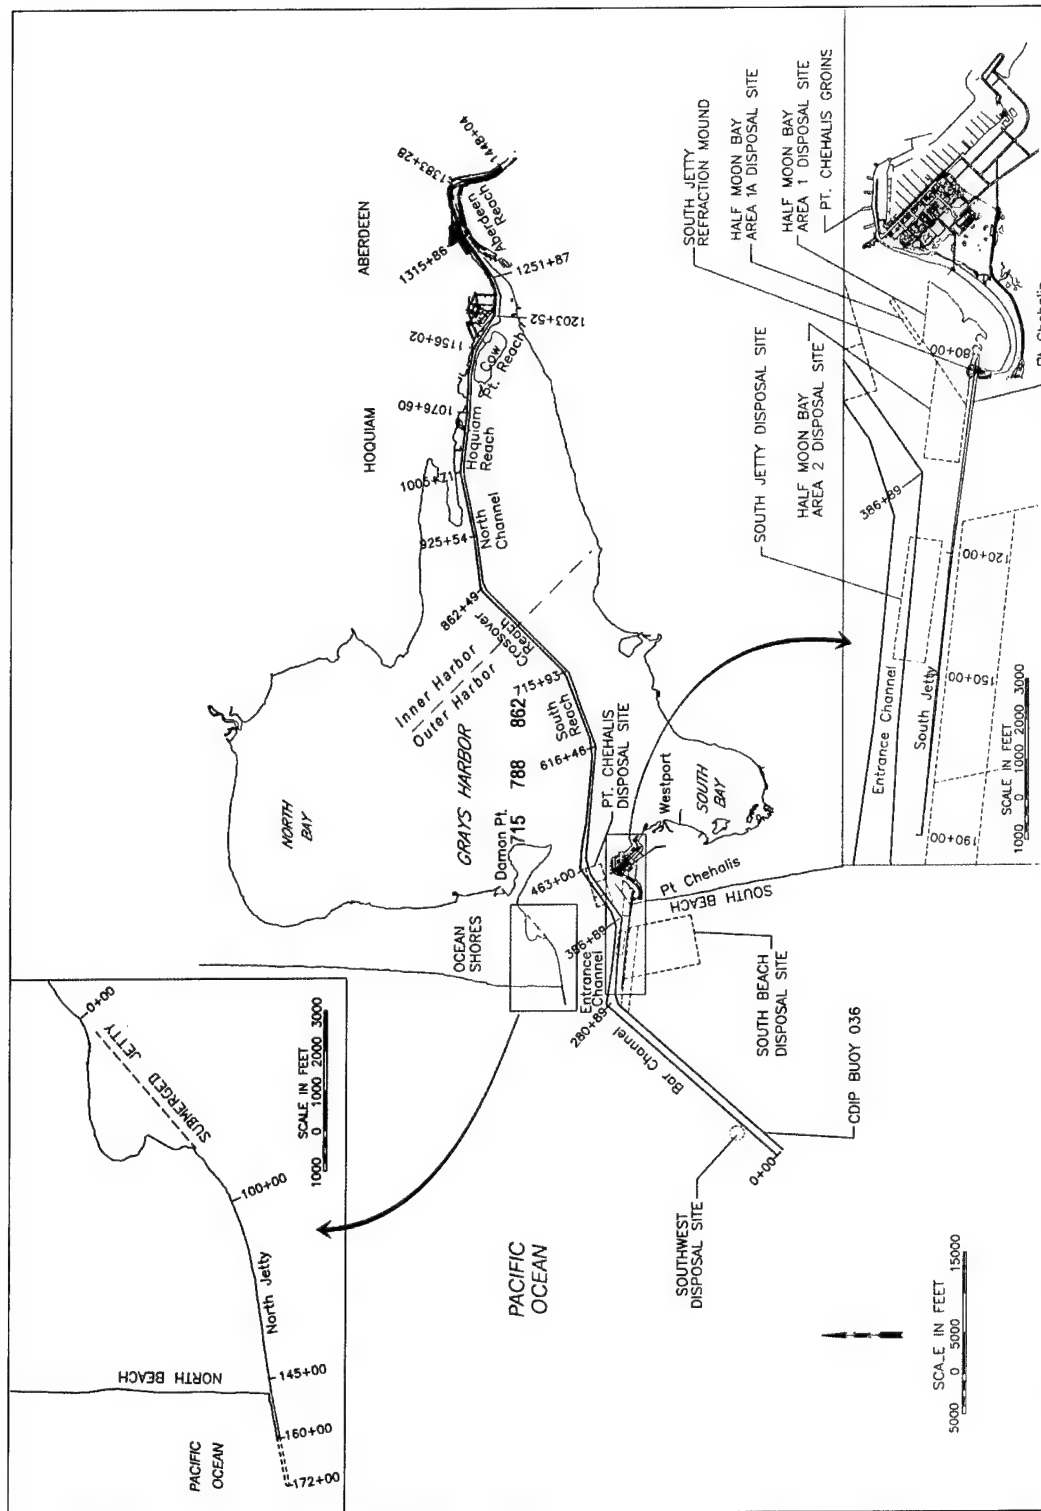 ABERDEEN
HOQUIAM
1448+04
1383+28
Aberdeen
Reach
1315+86
1251+87
1203+52
1156+02
Cow
Pt. Reach
1076+60
Hoquiam
Reach
1005+71
North
Channel
925+54
862+49
Crossover
Reach
Inner Harbor
Outer Harbor
715+93
South
Reach
616+46
NORTH
BAY
GRAYS HARBOR
715 788 862
Damon Pt.
PT. CHEHALIS
DISPOSAL SITE
463+00
Westport
SOUTH
BAY
Pt Chehalis
SOUTH BEACH
OCEAN
SHORES
386+89
Entrance
Channel
280+89
Bar Channel
SOUTH BEACH
DISPOSAL SITE
CDIP BUOY 036
0+00
SOUTHWEST
DISPOSAL SITE
PACIFIC
OCEAN
SCALE IN FEET
5000 0 5000 15000
0+00
SUBMERGED JETTY
100+00
North Jetty
145+00
160+00
172+00
NORTH BEACH
PACIFIC
OCEAN
SCALE IN FEET
1000 0 1000 2000 3000
SOUTH JETTY
REFRACTION MOUND
HALF MOON BAY
AREA 1A DISPOSAL SITE
HALF MOON BAY
AREA 1 DISPOSAL SITE
PT. CHEHALIS GROINS
SOUTH JETTY DISPOSAL SITE
HALF MOON BAY
AREA 2 DISPOSAL SITE
386+89
80+00
120+00
150+00
190+00
Entrance Channel
South Jetty
SCALE IN FEET
1000 0 1000 2000 3000